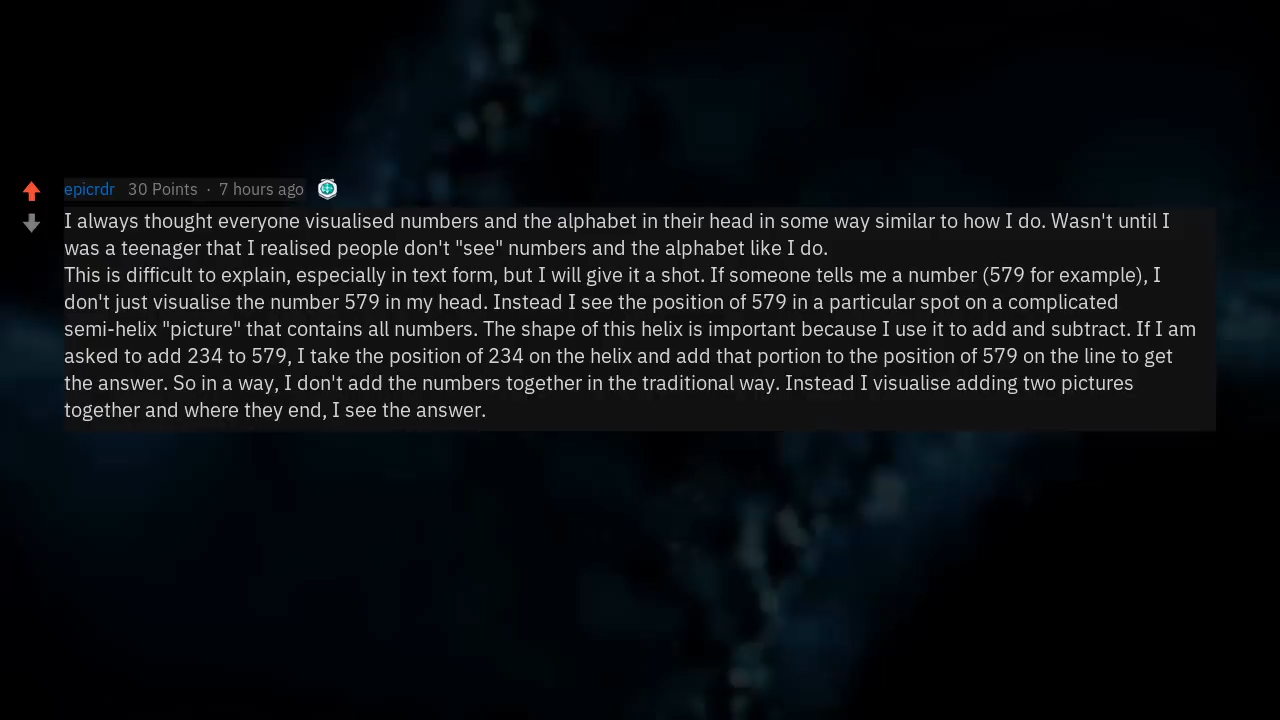 epicrdr 30 Points · 7 hours ago
I always thought everyone visualised numbers and the alphabet in their head in some way similar to how I do. Wasn't until I
was a teenager that I realised people don't "see" numbers and the alphabet like I do.
This is difficult to explain, especially in text form, but I will give it a shot. If someone tells me a number (579 for example), I
don't just visualise the number 579 in my head. Instead I see the position of 579 in a particular spot on a complicated
semi-helix "picture" that contains all numbers. The shape of this helix is important because I use it to add and subtract. If I am
asked to add 234 to 579, I take the position of 234 on the helix and add that portion to the position of 579 on the line to get
the answer. So in a way, I don't add the numbers together in the traditional way. Instead I visualise adding two pictures
together and where they end, I see the answer.